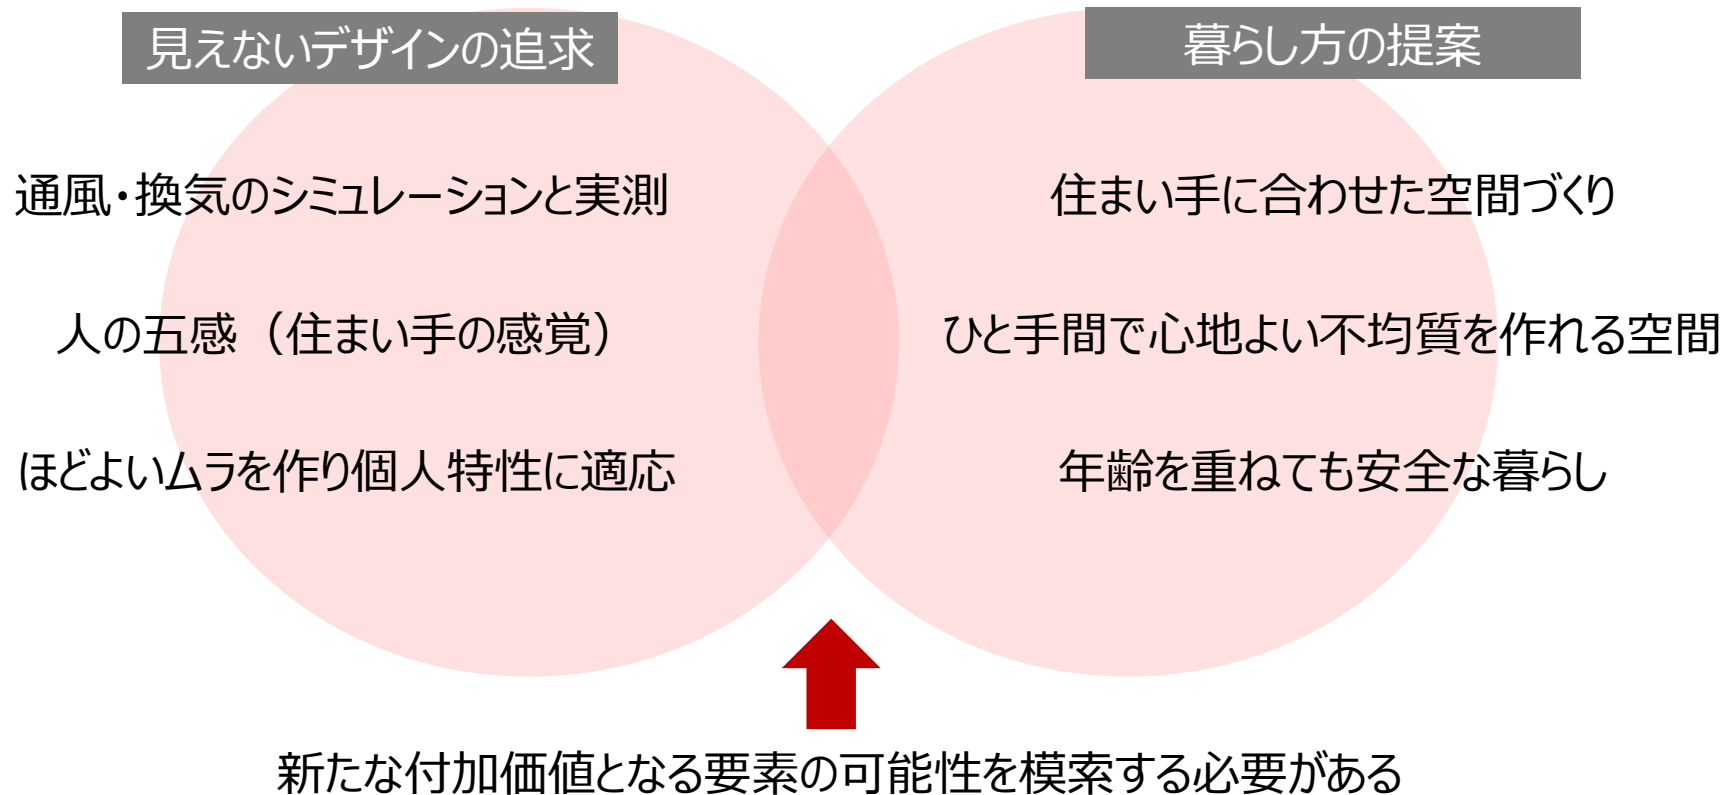 見えないデザインの追求
通風・換気のシミュレーションと実測
人の五感（住まい手の感覚）
ほどよいムラを作り個人特性に適応
暮らし方の提案
住まい手に合わせた空間づくり
ひと手間で心地よい不均質を作れる空間
年齢を重ねても安全な暮らし
新たな付加価値となる要素の可能性を模索する必要がある